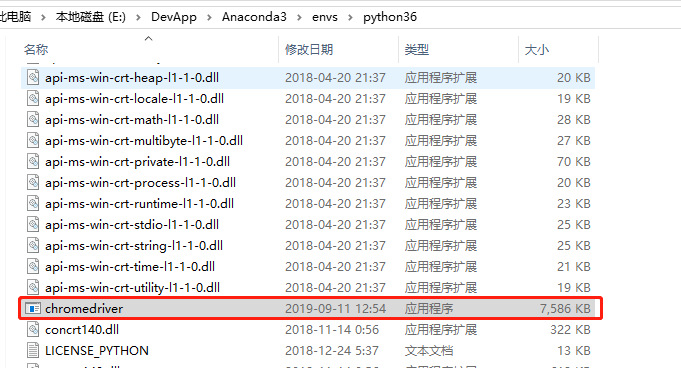 此电脑 > 本地磁盘 (E:) > DevApp > Anaconda3 > envs > python36
名称 修改日期 类型 大小
api-ms-win-crt-heap-l1-1-0.dll 2018-04-20 21:37 应用程序扩展 20 KB
api-ms-win-crt-locale-l1-1-0.dll 2018-04-20 21:37 应用程序扩展 19 KB
api-ms-win-crt-math-l1-1-0.dll 2018-04-20 21:37 应用程序扩展 28 KB
api-ms-win-crt-multibyte-l1-1-0.dll 2018-04-20 21:37 应用程序扩展 27 KB
api-ms-win-crt-private-l1-1-0.dll 2018-04-20 21:37 应用程序扩展 70 KB
api-ms-win-crt-process-l1-1-0.dll 2018-04-20 21:37 应用程序扩展 20 KB
api-ms-win-crt-runtime-l1-1-0.dll 2018-04-20 21:37 应用程序扩展 23 KB
api-ms-win-crt-stdio-l1-1-0.dll 2018-04-20 21:37 应用程序扩展 25 KB
api-ms-win-crt-string-l1-1-0.dll 2018-04-20 21:37 应用程序扩展 25 KB
api-ms-win-crt-time-l1-1-0.dll 2018-04-20 21:37 应用程序扩展 21 KB
api-ms-win-crt-utility-l1-1-0.dll 2018-04-20 21:37 应用程序扩展 19 KB
chromedriver 2019-09-11 12:54 应用程序 7,586 KB
concrt140.dll 2018-11-14 0:56 应用程序扩展 322 KB
LICENSE_PYTHON 2018-12-24 5:37 文本文档 13 KB